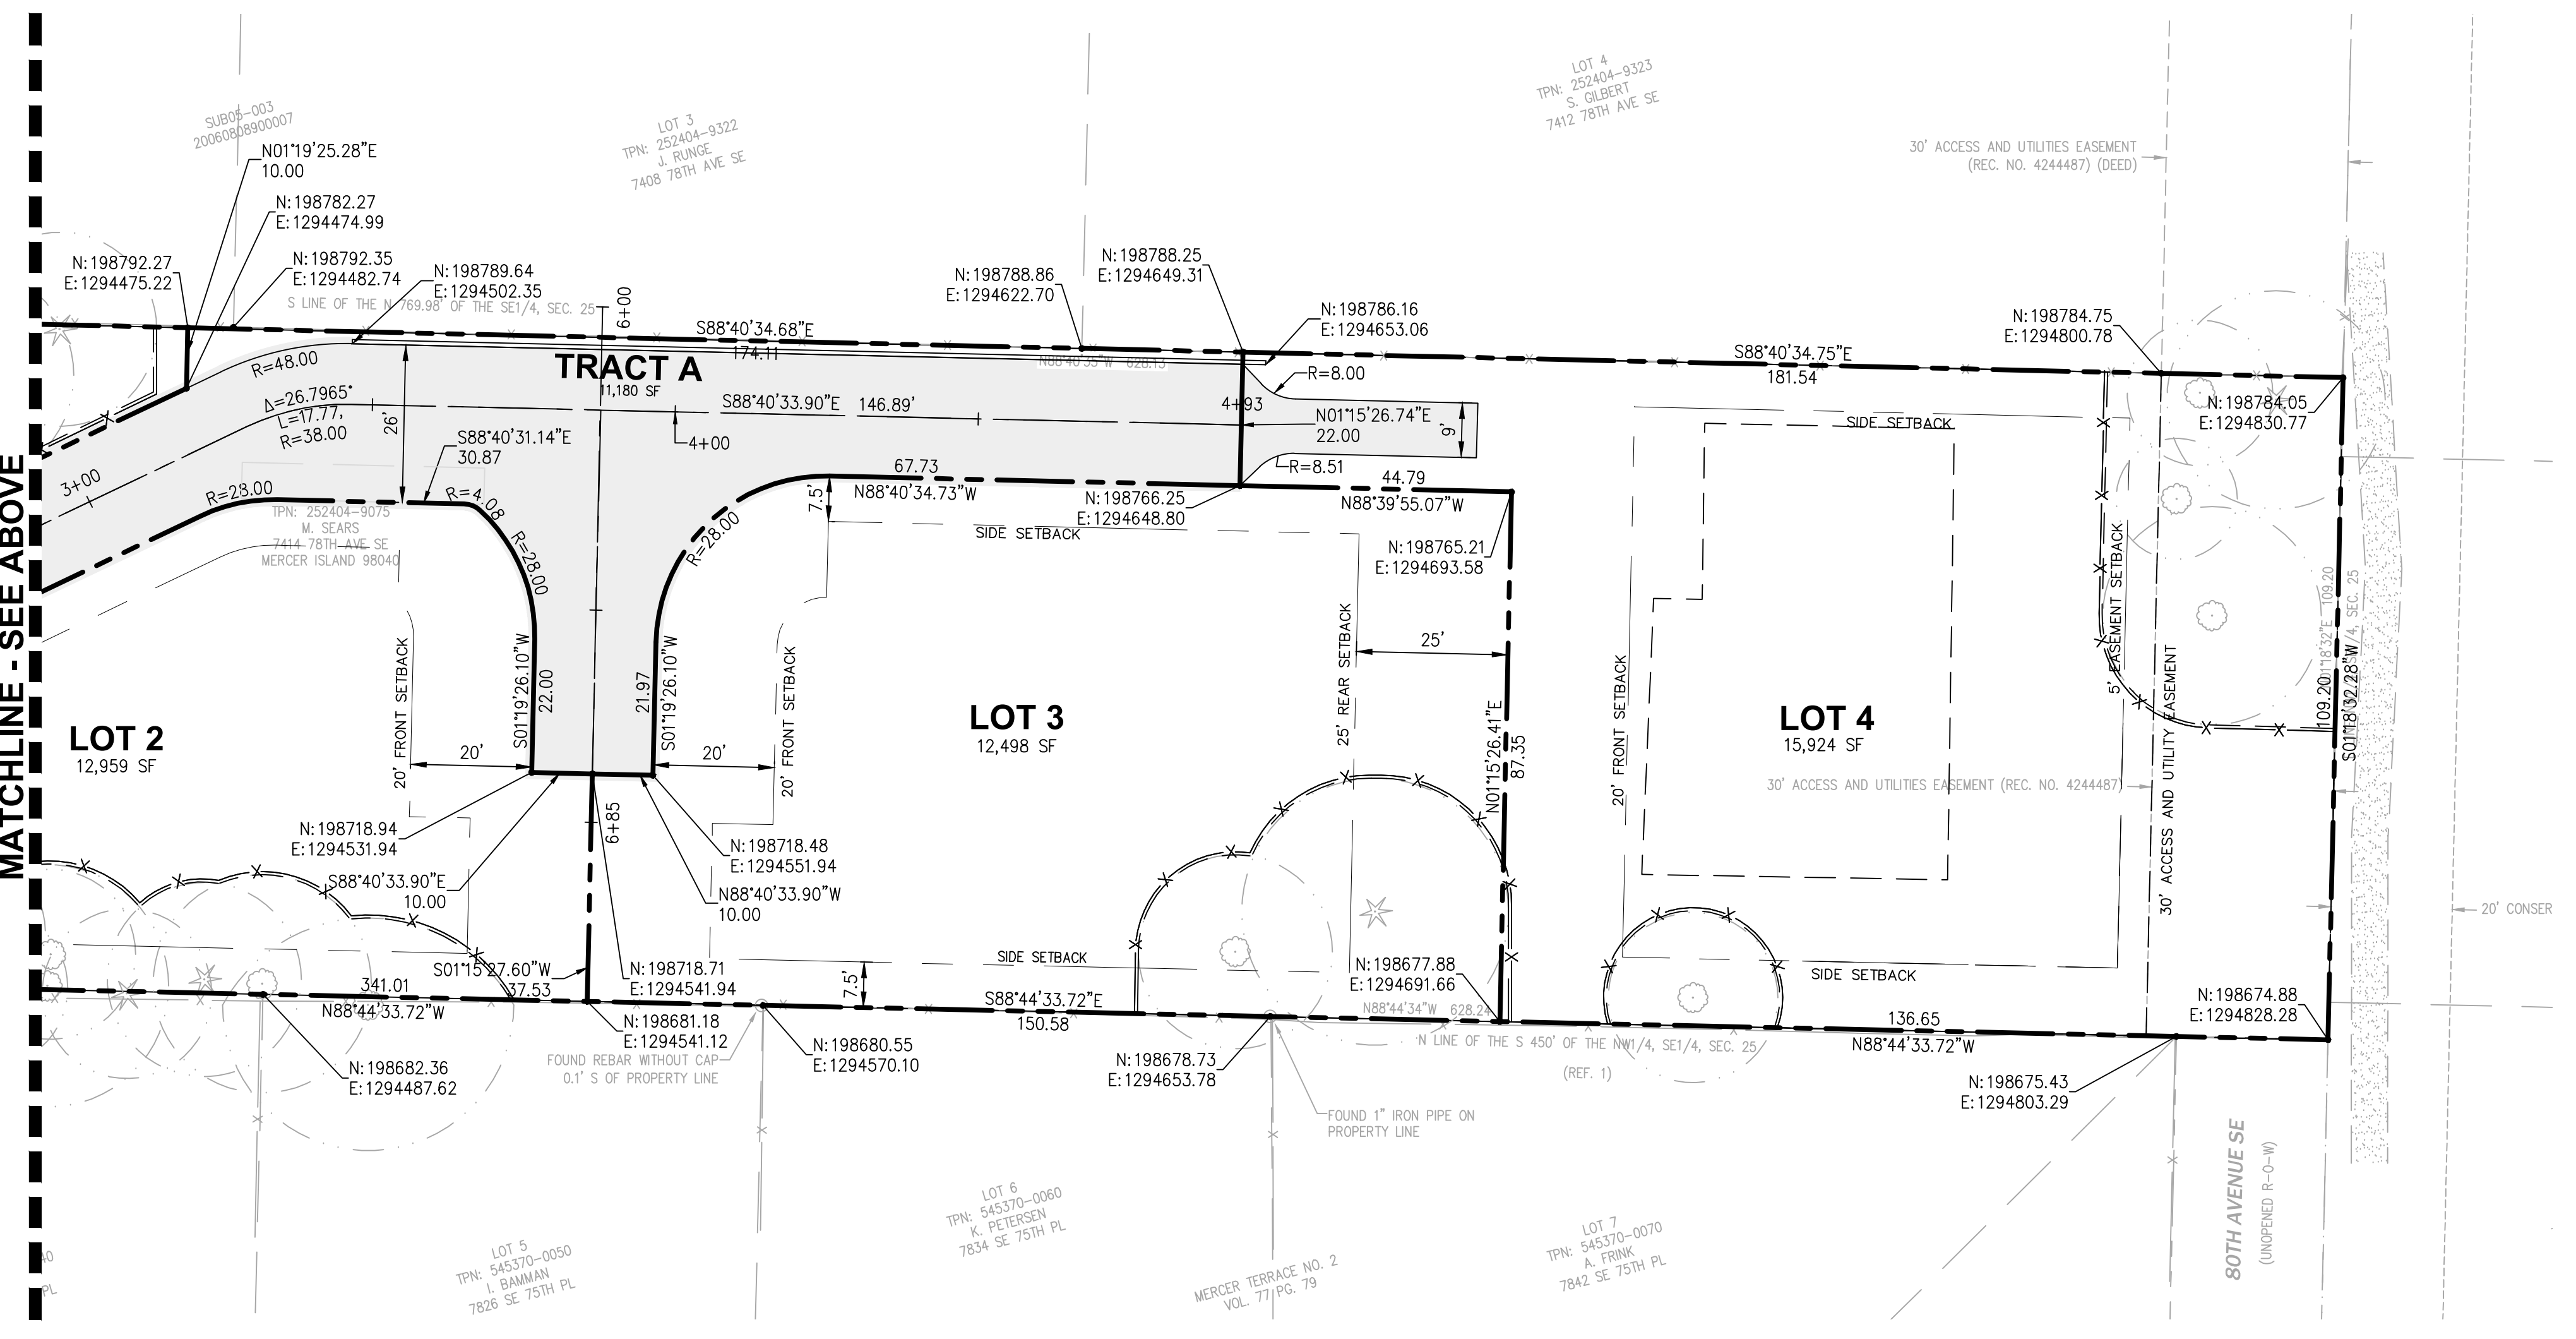 MATCHLINE - SEE ABOVE
SUB05-003
20060808900007
N01°19'25.28"E
10.00
N:198782.27
E:1294474.99
N:198792.27
E:1294475.22
N:198792.35
E:1294482.74
N:198789.64
E:1294502.35
S LINE OF THE N 769.98' OF THE SE1/4, SEC. 25
LOT 3
TPN: 252404-9322
J. RUNGE
7408 78TH AVE SE
LOT 4
TPN: 252404-9323
S. GILBERT
7412 78TH AVE SE
30' ACCESS AND UTILITIES EASEMENT
(REC. NO. 4244487) (DEED)
N:198788.86
E:1294622.70
N:198788.25
E:1294649.31
N:198786.16
E:1294653.06
N:198784.75
E:1294800.78
N:198784.05
E:1294830.77
6+00
S88°40'34.68"E
174.11
N88°40'35"W 628.13
S88°40'34.75"E
181.54
TRACT A
11,180 SF
R=48.00
Δ=26.7965°
L=17.77,
R=38.00
26'
S88°40'33.90"E 146.89'
4+00
4+93
R=8.00
N01°15'26.74"E
22.00
9'
R=8.51
S88°40'31.14"E
30.87
3+00
R=28.00
R=4.08
R=28.00
R=28.00
TPN: 252404-9075
M. SEARS
7414 78TH AVE SE
MERCER ISLAND 98040
67.73
N88°40'34.73"W
7.5'
SIDE SETBACK
N:198766.25
E:1294648.80
44.79
N88°39'55.07"W
N:198765.21
E:1294693.58
SIDE SETBACK
20' FRONT SETBACK
S01°19'26.10"W
22.00
21.97
S01°19'26.10"W
20' FRONT SETBACK
20'
20'
25' REAR SETBACK
25'
N01°15'26.41"E
87.35
20' FRONT SETBACK
5' EASEMENT SETBACK
30' ACCESS AND UTILITY EASEMENT
109.20
S01°18'32.28"W
LOT 2
12,959 SF
LOT 3
12,498 SF
LOT 4
15,924 SF
30' ACCESS AND UTILITIES EASEMENT (REC. NO. 4244487)
20' CONSER
N:198718.94
E:1294531.94
6+85
N:198718.48
E:1294551.94
S88°40'33.90"E
10.00
N88°40'33.90"W
10.00
S01°15'27.60"W
37.53
N:198718.71
E:1294541.94
7.5'
SIDE SETBACK
SIDE SETBACK
341.01
N88°44'33.72"W
S88°44'33.72"E
150.58
N:198677.88
E:1294691.66
N88°44'34"W 628.24
136.65
N88°44'33.72"W
N:198674.88
E:1294828.28
N:198681.18
E:1294541.12
FOUND REBAR WITHOUT CAP
0.1' S OF PROPERTY LINE
N:198682.36
E:1294487.62
N:198680.55
E:1294570.10
N:198678.73
E:1294653.78
N LINE OF THE S 450' OF THE NW1/4, SE1/4, SEC. 25
(REF. 1)
N:198675.43
E:1294803.29
FOUND 1" IRON PIPE ON
PROPERTY LINE
LOT 5
TPN: 545370-0050
I. BAMMAN
7826 SE 75TH PL
LOT 6
TPN: 545370-0060
K. PETERSEN
7834 SE 75TH PL
MERCER TERRACE NO. 2
VOL. 77 PG. 79
LOT 7
TPN: 545370-0070
A. FRINK
7842 SE 75TH PL
80TH AVENUE SE
(UNOPENED R-O-W)